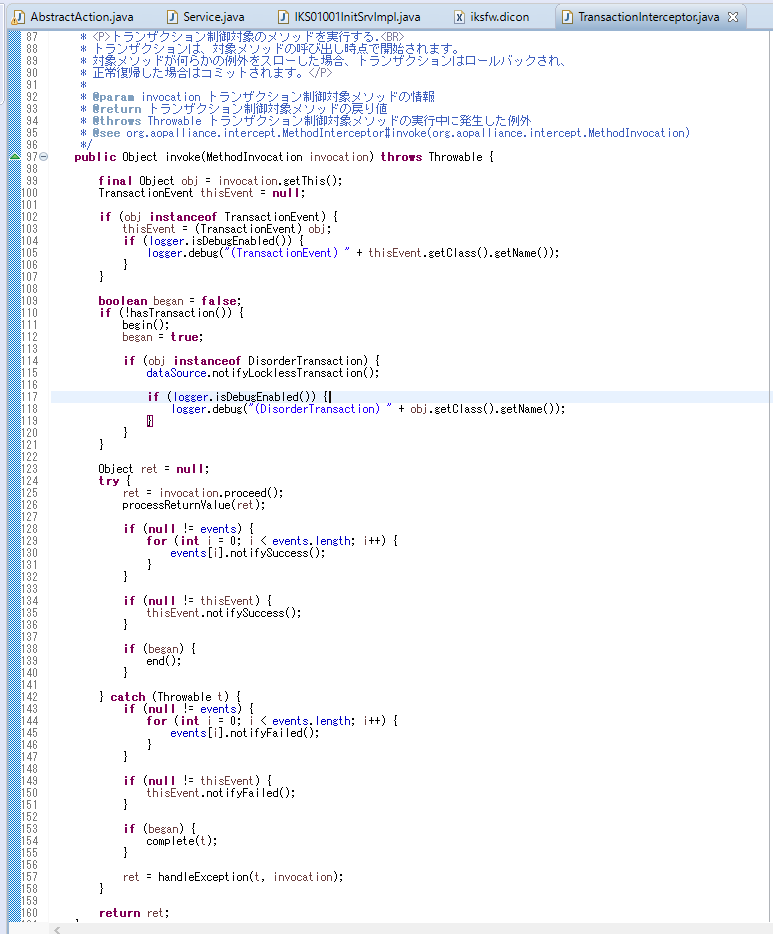 AbstractAction.java Service.java IKS01001InitSrvImpl.java iksfw.dicon TransactionInterceptor.java
87 * <P>トランザクション制御対象のメソッドを実行する.<BR>
88 * トランザクションは、対象メソッドの呼び出し時点で開始されます。
89 * 対象メソッドが何らかの例外をスローした場合、トランザクションはロールバックされ、
90 * 正常復帰した場合はコミットされます。</P>
91 *
92 * @param invocation トランザクション制御対象メソッドの情報
93 * @return トランザクション制御対象メソッドの戻り値
94 * @throws Throwable トランザクション制御対象メソッドの実行中に発生した例外
95 * @see org.aopalliance.intercept.MethodInterceptor#invoke(org.aopalliance.intercept.MethodInvocation)
96 */
97 public Object invoke(MethodInvocation invocation) throws Throwable {
98
99 final Object obj = invocation.getThis();
100 TransactionEvent thisEvent = null;
101
102 if (obj instanceof TransactionEvent) {
103 thisEvent = (TransactionEvent) obj;
104 if (logger.isDebugEnabled()) {
105 logger.debug("(TransactionEvent) " + thisEvent.getClass().getName());
106 }
107 }
108
109 boolean began = false;
110 if (!hasTransaction()) {
111 begin();
112 began = true;
113
114 if (obj instanceof DisorderTransaction) {
115 dataSource.notifyLocklessTransaction();
116
117 if (logger.isDebugEnabled()) {
118 logger.debug("(DisorderTransaction) " + obj.getClass().getName());
119 }
120 }
121 }
122
123 Object ret = null;
124 try {
125 ret = invocation.proceed();
126 processReturnValue(ret);
127
128 if (null != events) {
129 for (int i = 0; i < events.length; i++) {
130 events[i].notifySuccess();
131 }
132 }
133
134 if (null != thisEvent) {
135 thisEvent.notifySuccess();
136 }
137
138 if (began) {
139 end();
140 }
141
142 } catch (Throwable t) {
143 if (null != events) {
144 for (int i = 0; i < events.length; i++) {
145 events[i].notifyFailed();
146 }
147 }
148
149 if (null != thisEvent) {
150 thisEvent.notifyFailed();
151 }
152
153 if (began) {
154 complete(t);
155 }
156
157 ret = handleException(t, invocation);
158 }
159
160 return ret;